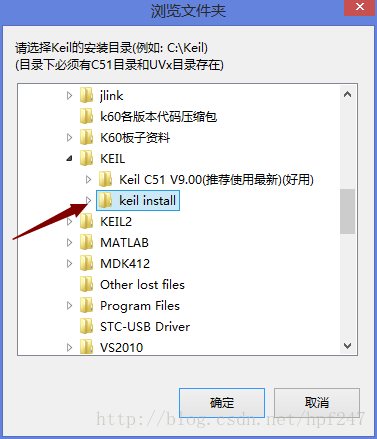 浏览文件夹
请选择Keil的安装目录(例如: C:\Keil)
(目录下必须有C51目录和UVx目录存在)
jlink
k60各版本代码压缩包
K60板子资料
KEIL
Keil C51 V9.00(推荐使用最新)(好用)
keil install
KEIL2
MATLAB
MDK412
Other lost files
Program Files
STC-USB Driver
VS2010
确定
取消
http://blog.csdn.net/hpf247